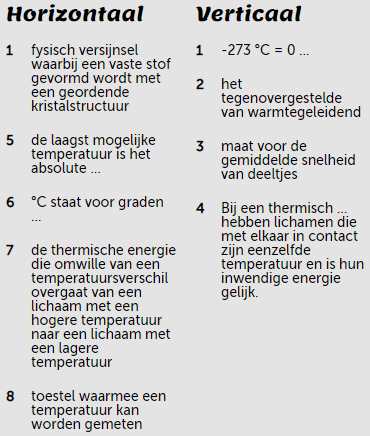 Horizontaal
1 fysisch versijnsel
waarbij een vaste stof
gevormd wordt met
een geordende
kristalstructuur
5 de laagst mogelijke
temperatuur is het
absolute ...
6 °C staat voor graden
...
7 de thermische energie
die omwille van een
temperatuursverschil
overgaat van een
lichaam met een
hogere temperatuur
naar een lichaam met
een lagere
temperatuur
8 toestel waarmee een
temperatuur kan
worden gemeten
Verticaal
1 -273 °C = 0 ...
2 het
tegenovergestelde
van warmtegeleidend
3 maat voor de
gemiddelde snelheid
van deeltjes
4 Bij een thermisch ...
hebben lichamen die
met elkaar in contact
zijn eenzelfde
temperatuur en is hun
inwendige energie
gelijk.